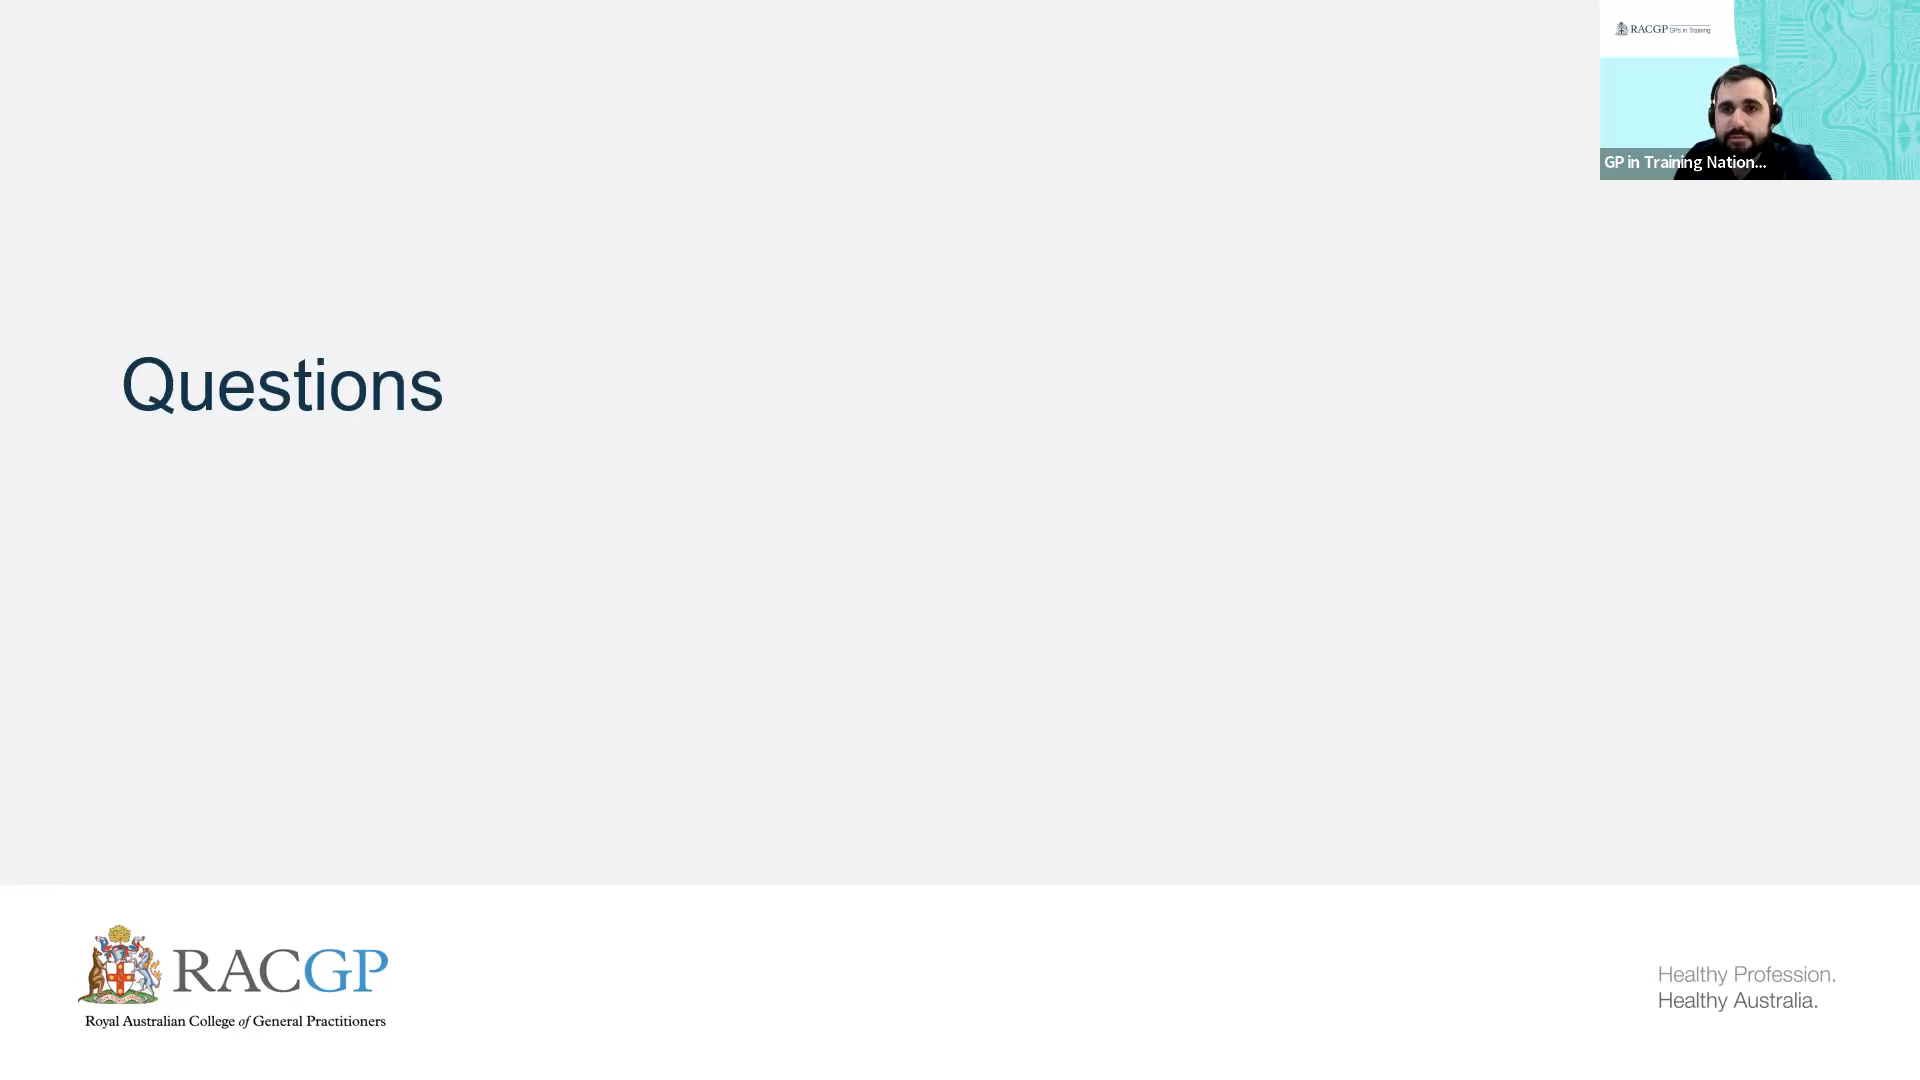 RACGP GPs in Training
GP in Training Nation...
Questions
RACGP
Royal Australian College of General Practitioners
Healthy Profession.
Healthy Australia.